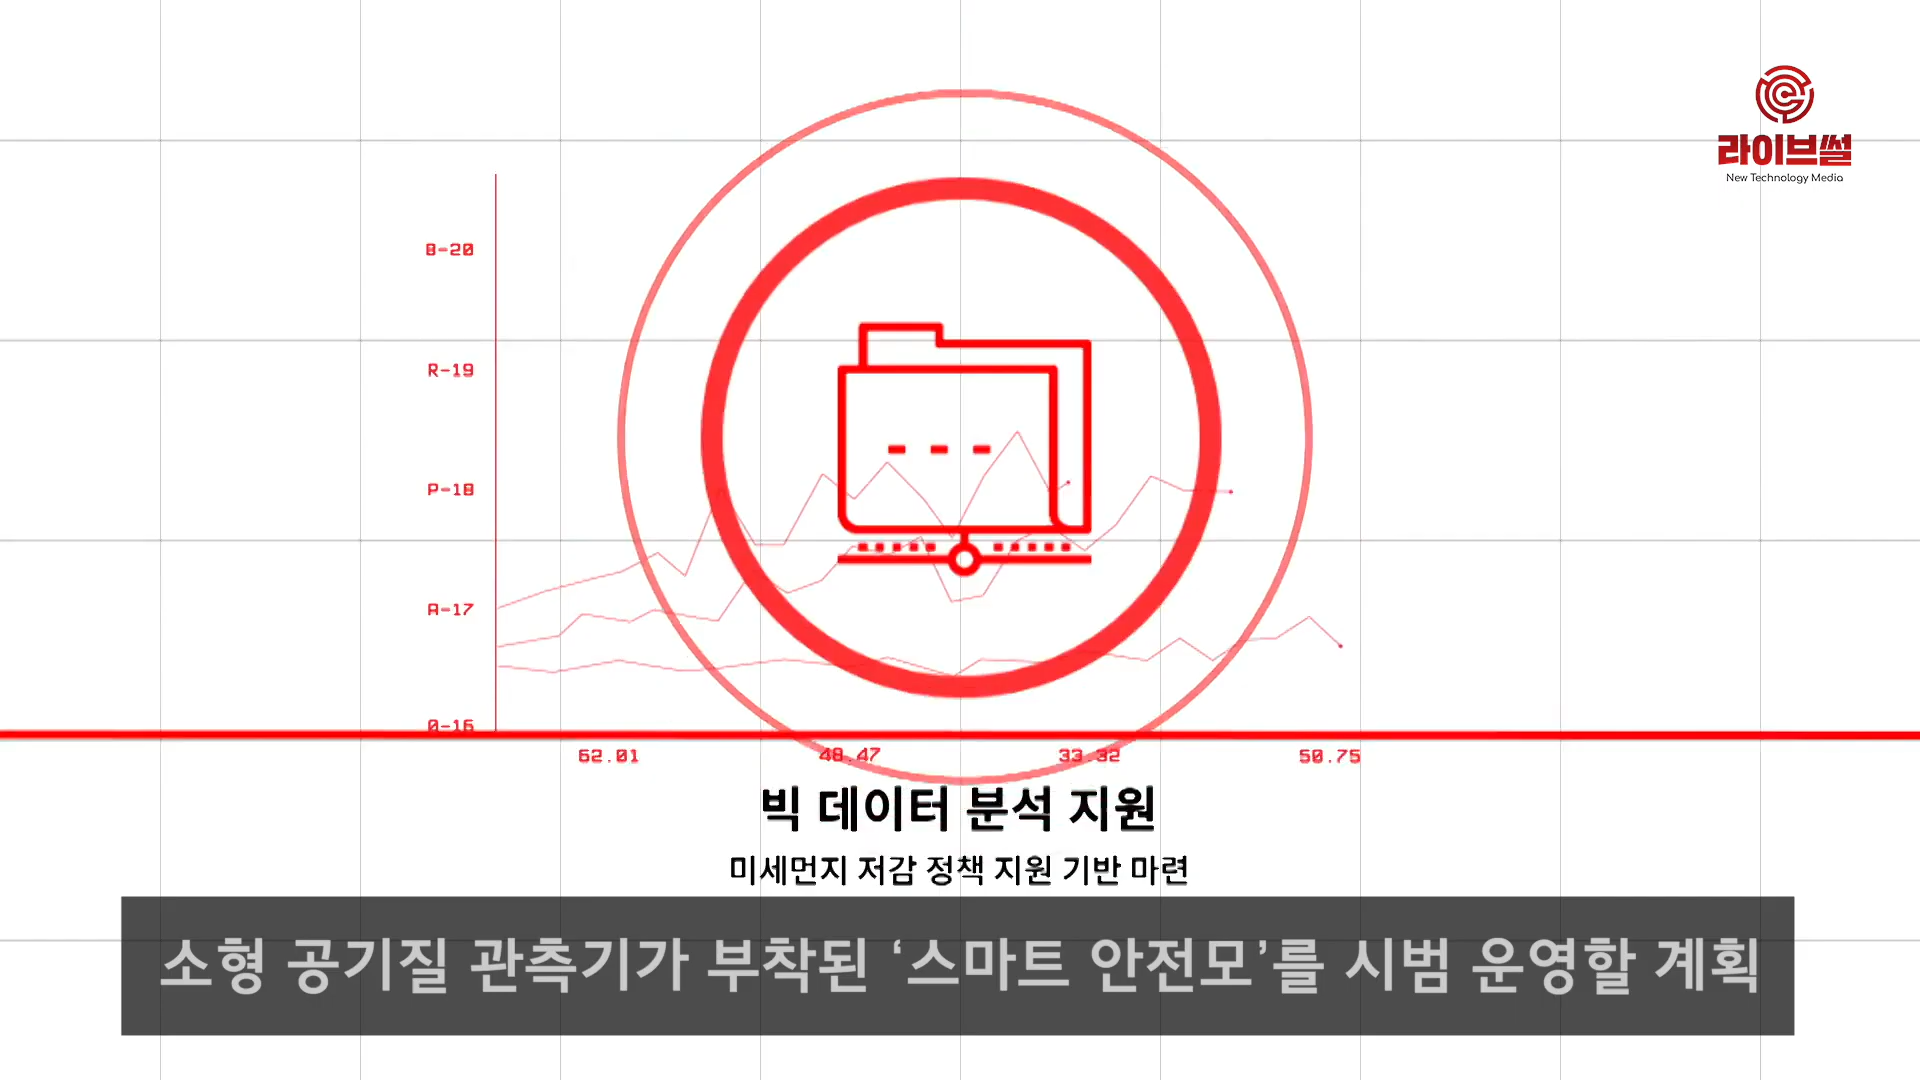 라이브썰
New Technology Media
B-20
R-19
P-18
A-17
0-16
62.01 48.47 33.32 50.75
빅 데이터 분석 지원
미세먼지 저감 정책 지원 기반 마련
소형 공기질 관측기가 부착된 ‘스마트 안전모’를 시범 운영할 계획